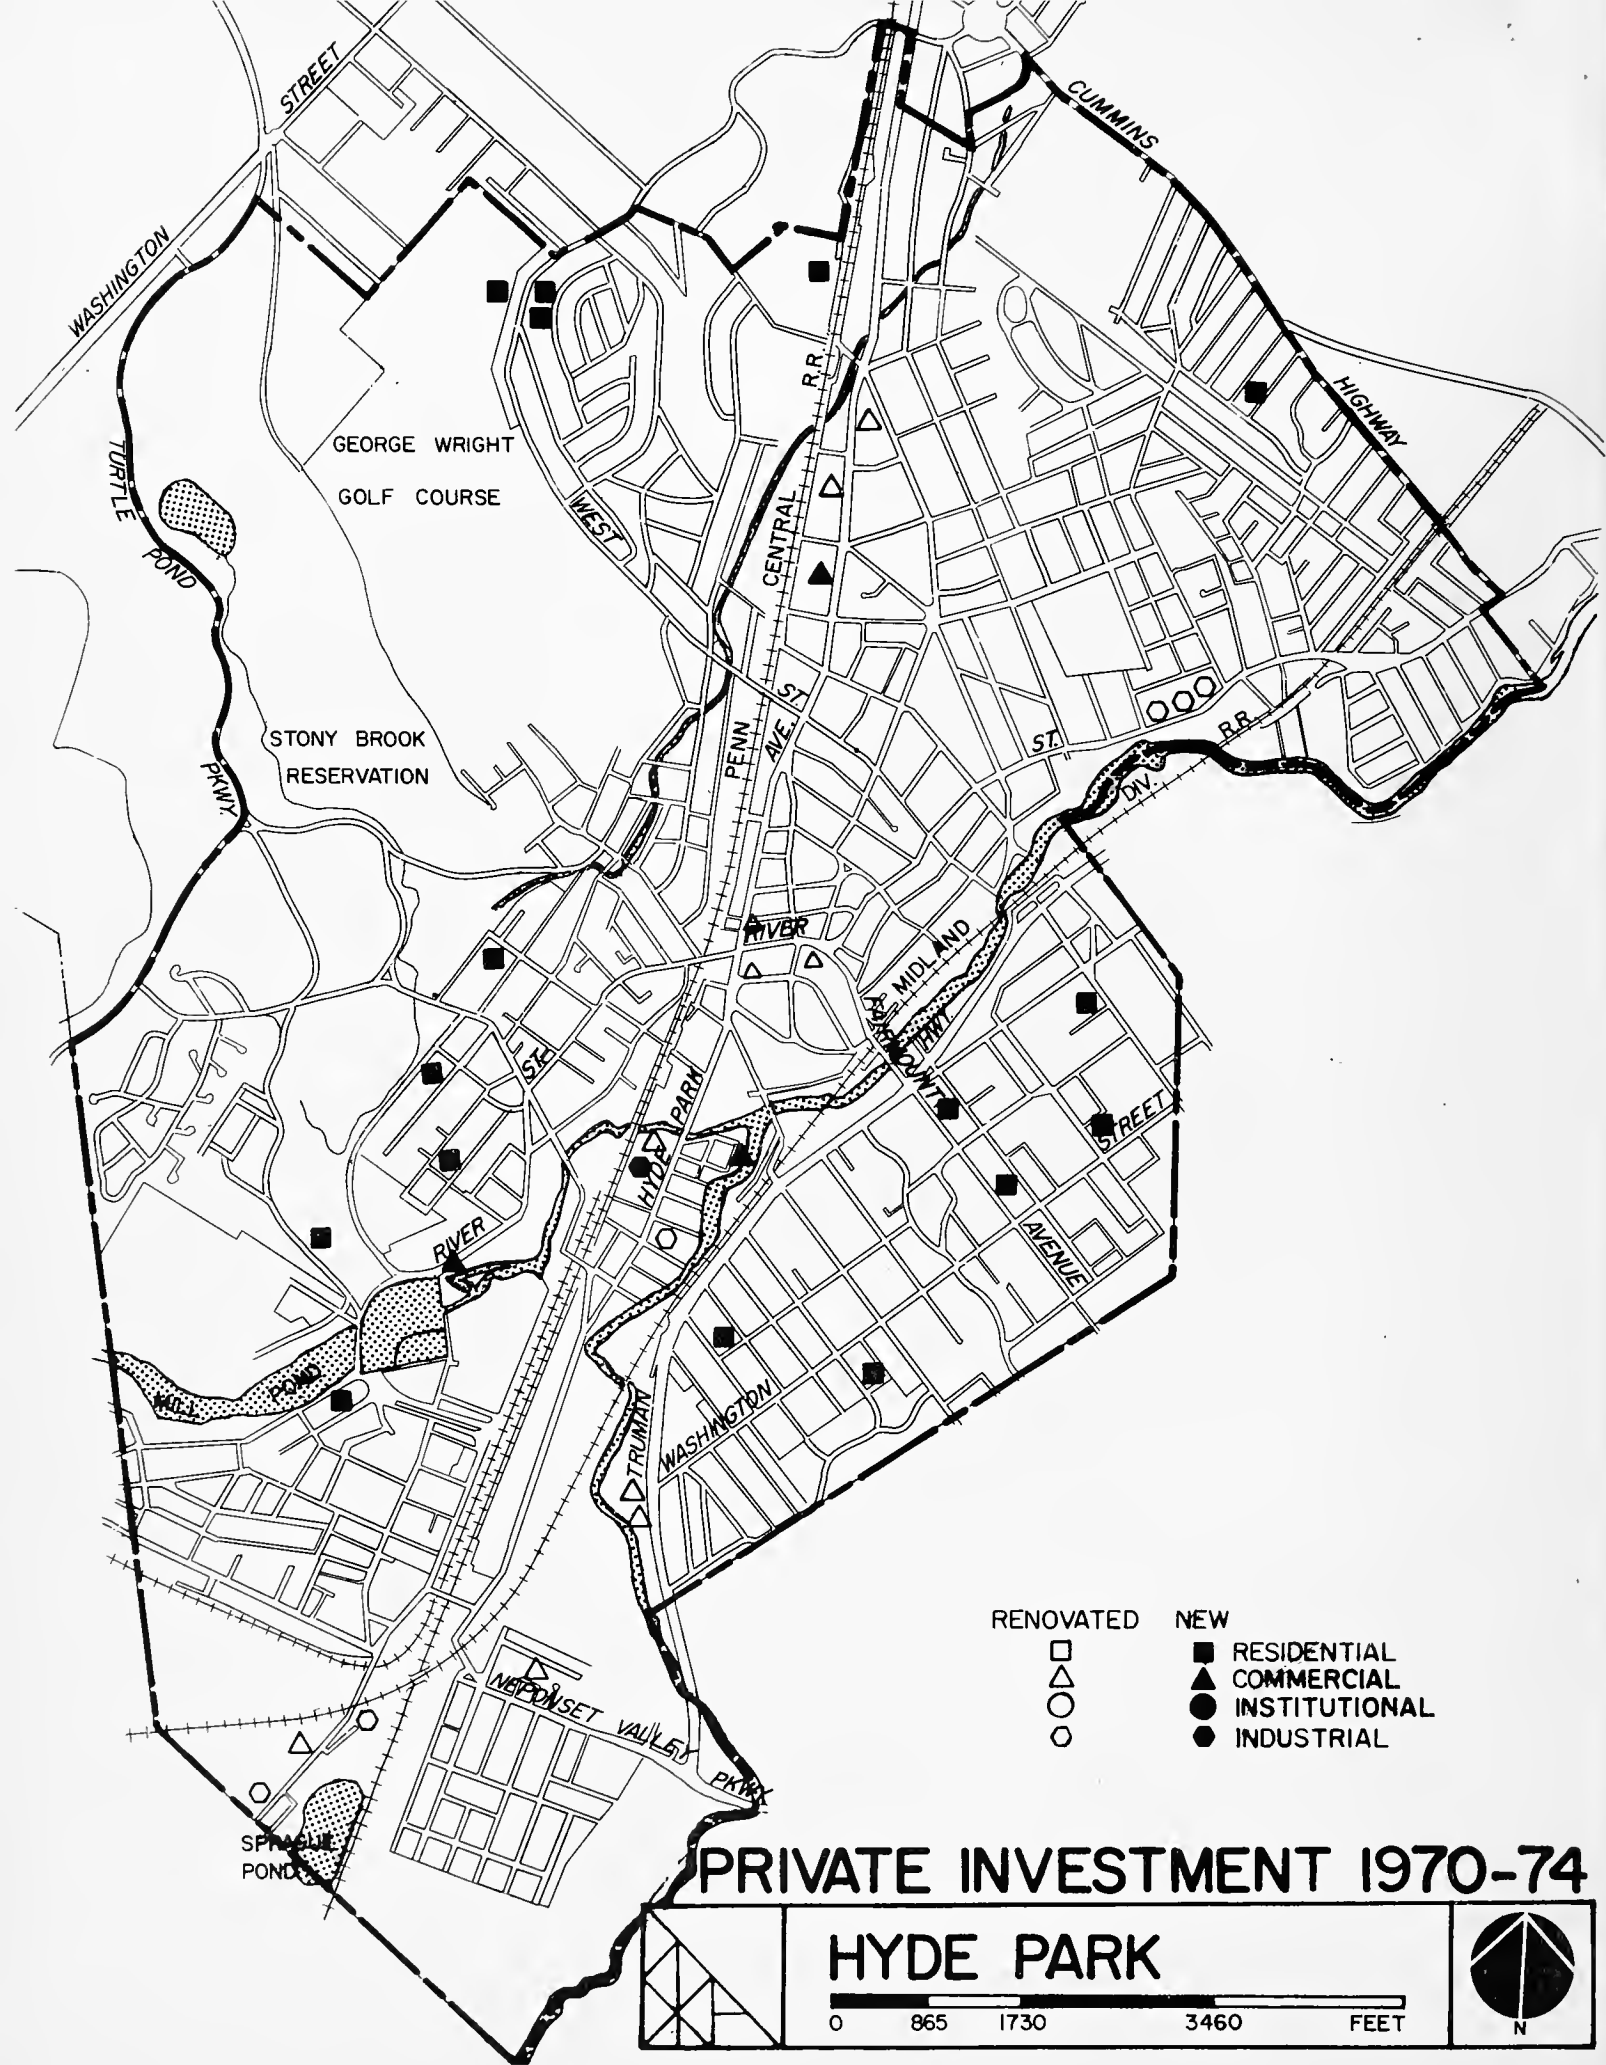 STREET
CUMMINS
WASHINGTON
R.R.
HIGHWAY
TURTLE
GEORGE WRIGHT
GOLF COURSE
WEST
CENTRAL
POND
ST.
STONY BROOK
RESERVATION
PENN
AVE.
ST.
R.R.
PKWY.
DIV.
RIVER
MIDLAND
FAIRMOUNT
HWY.
ST.
PARK
HYDE
STREET
RIVER
AVENUE
MILL
POND
TRUMAN
WASHINGTON
RENOVATED NEW
RESIDENTIAL
COMMERCIAL
INSTITUTIONAL
INDUSTRIAL
NEPONSET VALLEY
PKWY
SPRAGUE
POND
PRIVATE INVESTMENT 1970-74
HYDE PARK
0 865 1730 3460 FEET
N